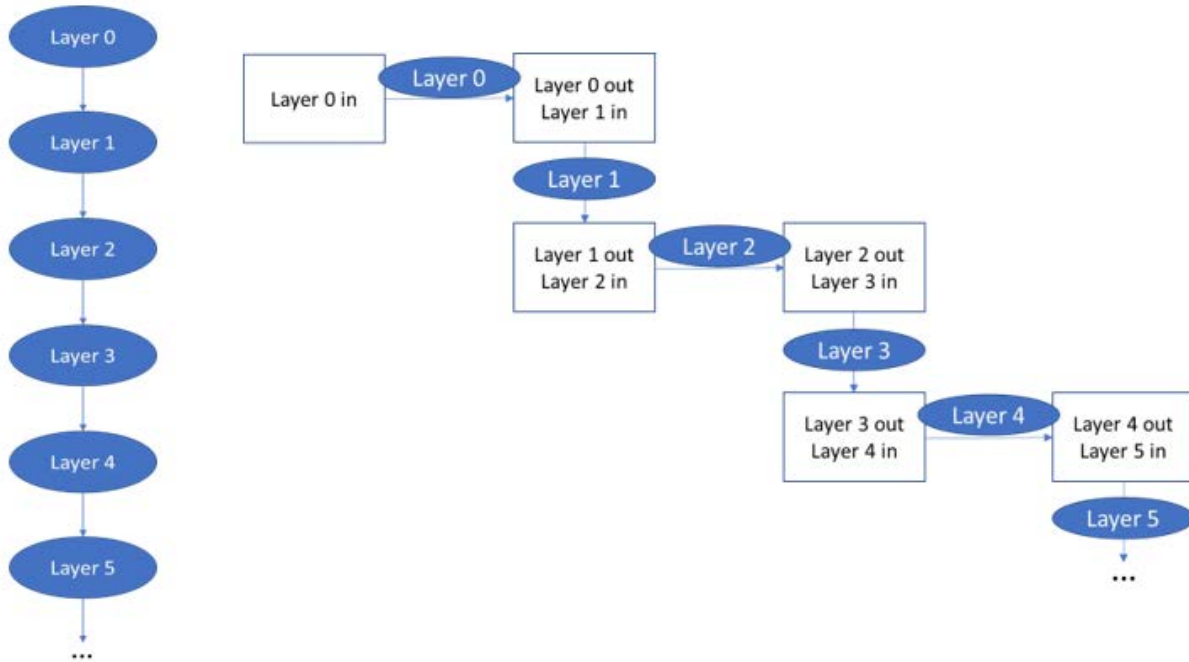 Layer 0
Layer 1
Layer 2
Layer 3
Layer 4
Layer 5
...
Layer 0 in
Layer 0
Layer 0 out
Layer 1 in
Layer 1
Layer 1 out
Layer 2 in
Layer 2
Layer 2 out
Layer 3 in
Layer 3
Layer 3 out
Layer 4 in
Layer 4
Layer 4 out
Layer 5 in
Layer 5
...